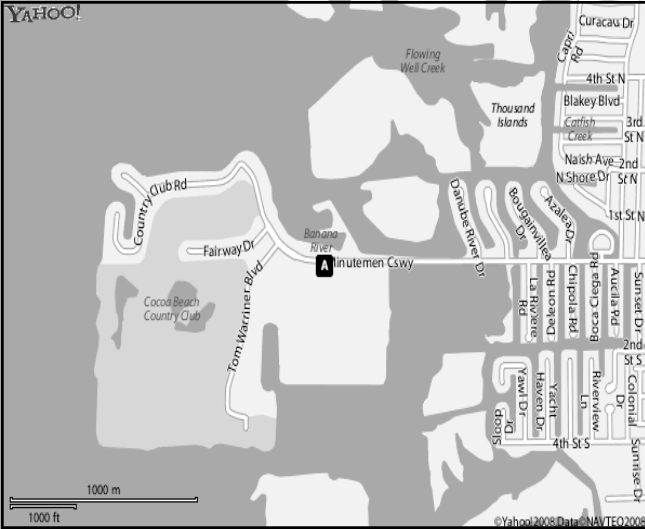 YAHOO!
Curacau Dr
Capri
Rd
Flowing
Well Creek
4th St N
Blakey Blvd
Thousand
Islands
Catfish
Creek
3rd
St N
Naish Ave
2nd
St N
N Shore Dr
1st St N
Country Club Rd
Danube River Dr
Bougainvillea
Dr
Azalea Dr
Fairway Dr
Banana
River
A
Minutemen Cswy
Tom Warriner Blvd
Cocoa Beach
Country Club
La Riviere
Rd
Deleon Rd
Chipola Rd
Boca Ciega Rd
Aucila Rd
Sunset Dr
2nd
St S
Sloop
Dr
Yawl Dr
Yacht
Haven Dr
Ln
Riverview
Dr
Colonial
4th St S
Sunrise Dr
1000 m
1000 ft
©Yahoo!2008,Data©NAVTEQ2008